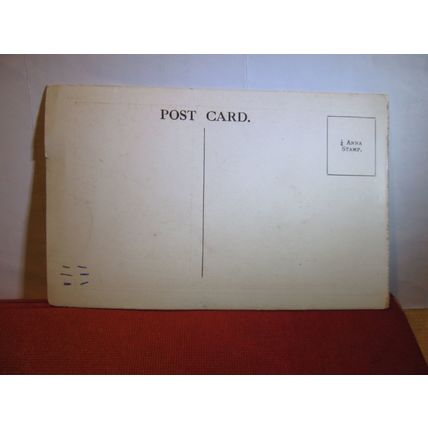 POST CARD.
½ ANNA
STAMP.